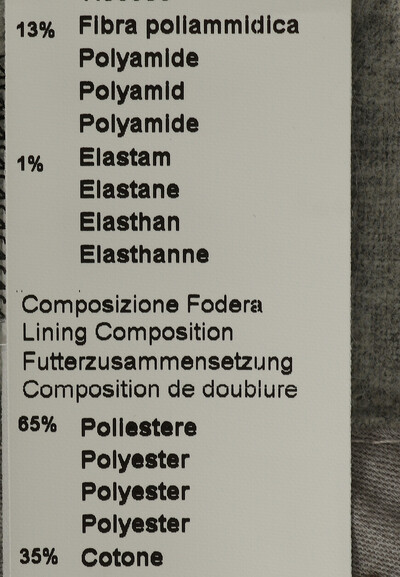 13% Fibra poliammidica
Polyamide
Polyamid
Polyamide
1% Elastam
Elastane
Elasthan
Elasthanne
Composizione Fodera
Lining Composition
Futterzusammensetzung
Composition de doublure
65% Poliestere
Polyester
Polyester
Polyester
35% Cotone